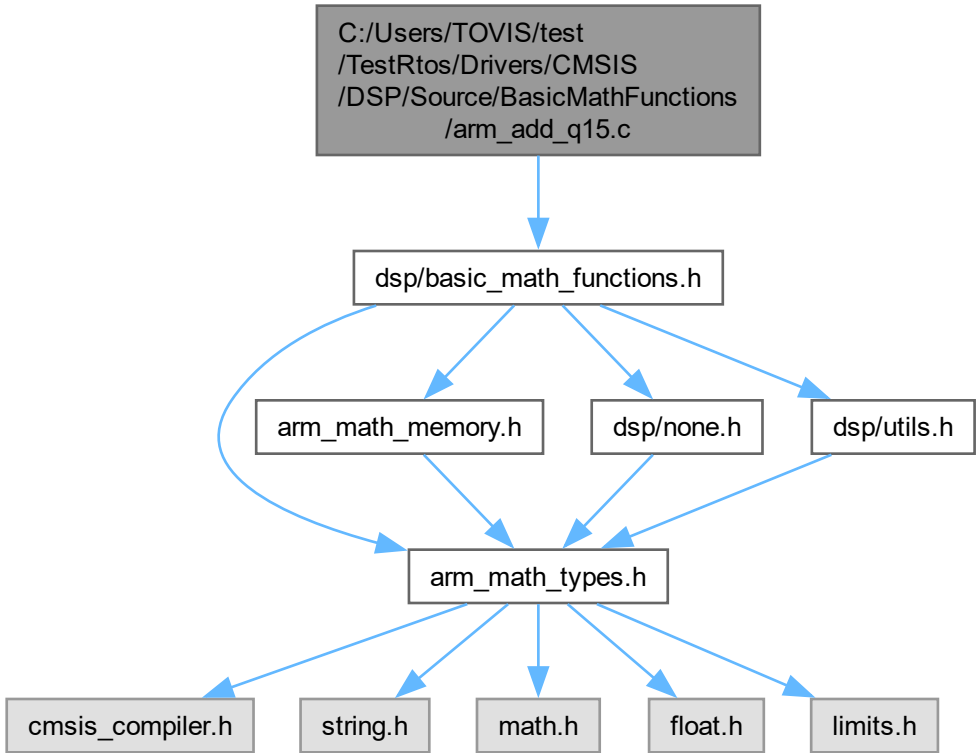 C:/Users/TOVIS/test
/TestRtos/Drivers/CMSIS
/DSP/Source/BasicMathFunctions
/arm_add_q15.c
dsp/basic_math_functions.h
arm_math_memory.h
dsp/none.h
dsp/utils.h
arm_math_types.h
cmsis_compiler.h
string.h
math.h
float.h
limits.h